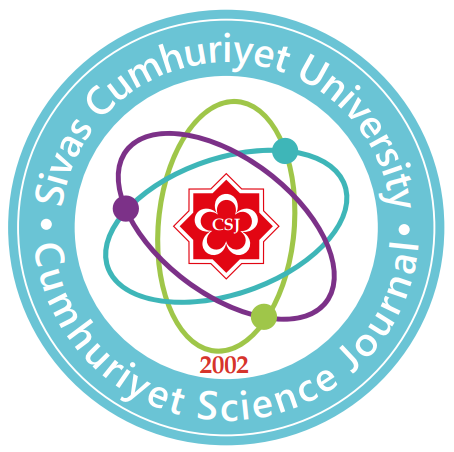 Sivas Cumhuriyet University
CSJ
2002
Cumhuriyet Science Journal